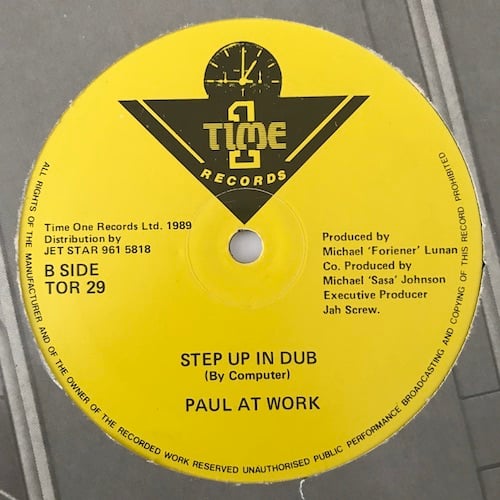 1
TIME
RECORDS
Time One Records Ltd. 1989
Distribution by
JET STAR 961 5818
B SIDE
TOR 29
Produced by
Michael 'Foriener' Lunan
Co. Produced by
Michael 'Sasa' Johnson
Executive Producer
Jah Screw.
STEP UP IN DUB
(By Computer)
PAUL AT WORK
ALL RIGHTS OF THE MANUFACTURER AND OF THE OWNER OF THE RECORDED WORK RESERVED UNAUTHORISED PUBLIC PERFORMANCE BROADCASTING AND COPYING OF THIS RECORD PROHIBITED